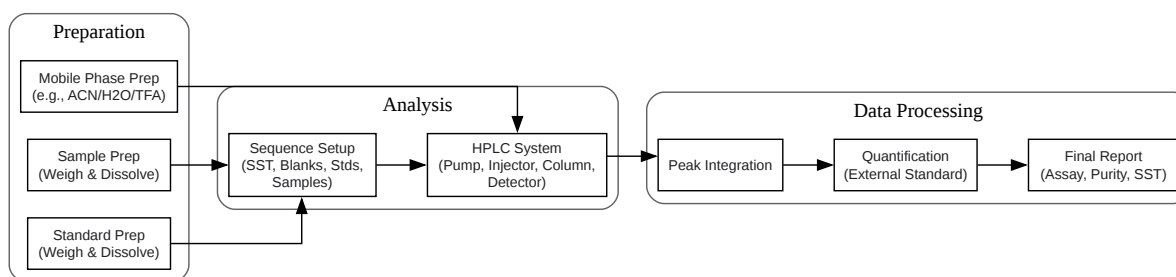 Preparation
Mobile Phase Prep
(e.g., ACN/H2O/TFA)
Sample Prep
(Weigh & Dissolve)
Standard Prep
(Weigh & Dissolve)
Analysis
Sequence Setup
(SST, Blanks, Stds,
Samples)
HPLC System
(Pump, Injector, Column,
Detector)
Data Processing
Peak Integration
Quantification
(External Standard)
Final Report
(Assay, Purity, SST)